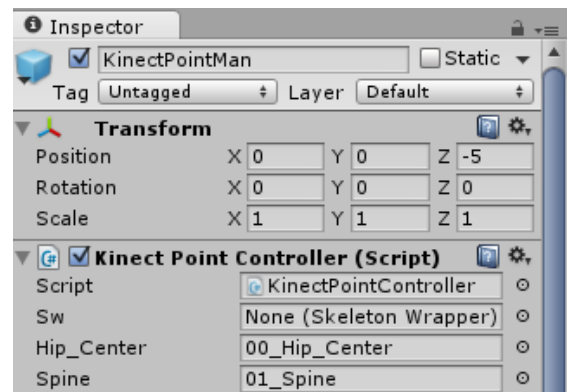 Inspector
KinectPointMan Static
Tag Untagged Layer Default
Transform
Position X 0 Y 0 Z -5
Rotation X 0 Y 0 Z 0
Scale X 1 Y 1 Z 1
Kinect Point Controller (Script)
Script KinectPointController
Sw None (Skeleton Wrapper)
Hip_Center 00_Hip_Center
Spine 01_Spine